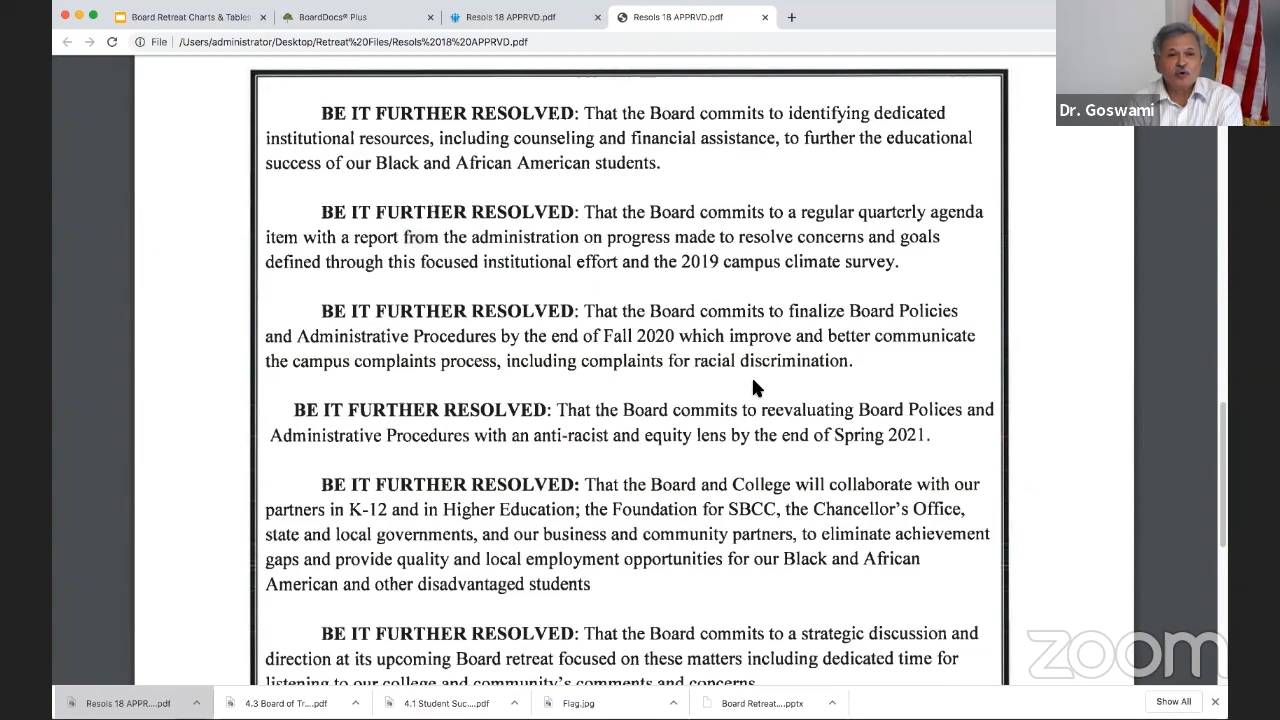 Board Retreat Charts & Tables
BoardDocs® Plus
Resols 18 APPRVD.pdf
Resols 18 APPRVD.pdf
File
/Users/administrator/Desktop/Retreat%20Files/Resols%2018%20APPRVD.pdf
Dr. Goswami
BE IT FURTHER RESOLVED: That the Board commits to identifying dedicated
institutional resources, including counseling and financial assistance, to further the educational
success of our Black and African American students.
BE IT FURTHER RESOLVED: That the Board commits to a regular quarterly agenda
item with a report from the administration on progress made to resolve concerns and goals
defined through this focused institutional effort and the 2019 campus climate survey.
BE IT FURTHER RESOLVED: That the Board commits to finalize Board Policies
and Administrative Procedures by the end of Fall 2020 which improve and better communicate
the campus complaints process, including complaints for racial discrimination.
BE IT FURTHER RESOLVED: That the Board commits to reevaluating Board Polices and
Administrative Procedures with an anti-racist and equity lens by the end of Spring 2021.
BE IT FURTHER RESOLVED: That the Board and College will collaborate with our
partners in K-12 and in Higher Education; the Foundation for SBCC, the Chancellor's Office,
state and local governments, and our business and community partners, to eliminate achievement
gaps and provide quality and local employment opportunities for our Black and African
American and other disadvantaged students
BE IT FURTHER RESOLVED: That the Board commits to a strategic discussion and
direction at its upcoming Board retreat focused on these matters including dedicated time for
listening to our college and community's comments and concerns
zoom
Resols 18 APPR....pdf
4.3 Board of Tr....pdf
4.1 Student Suc....pdf
Flag.jpg
Board Retreat....pptx
Show All